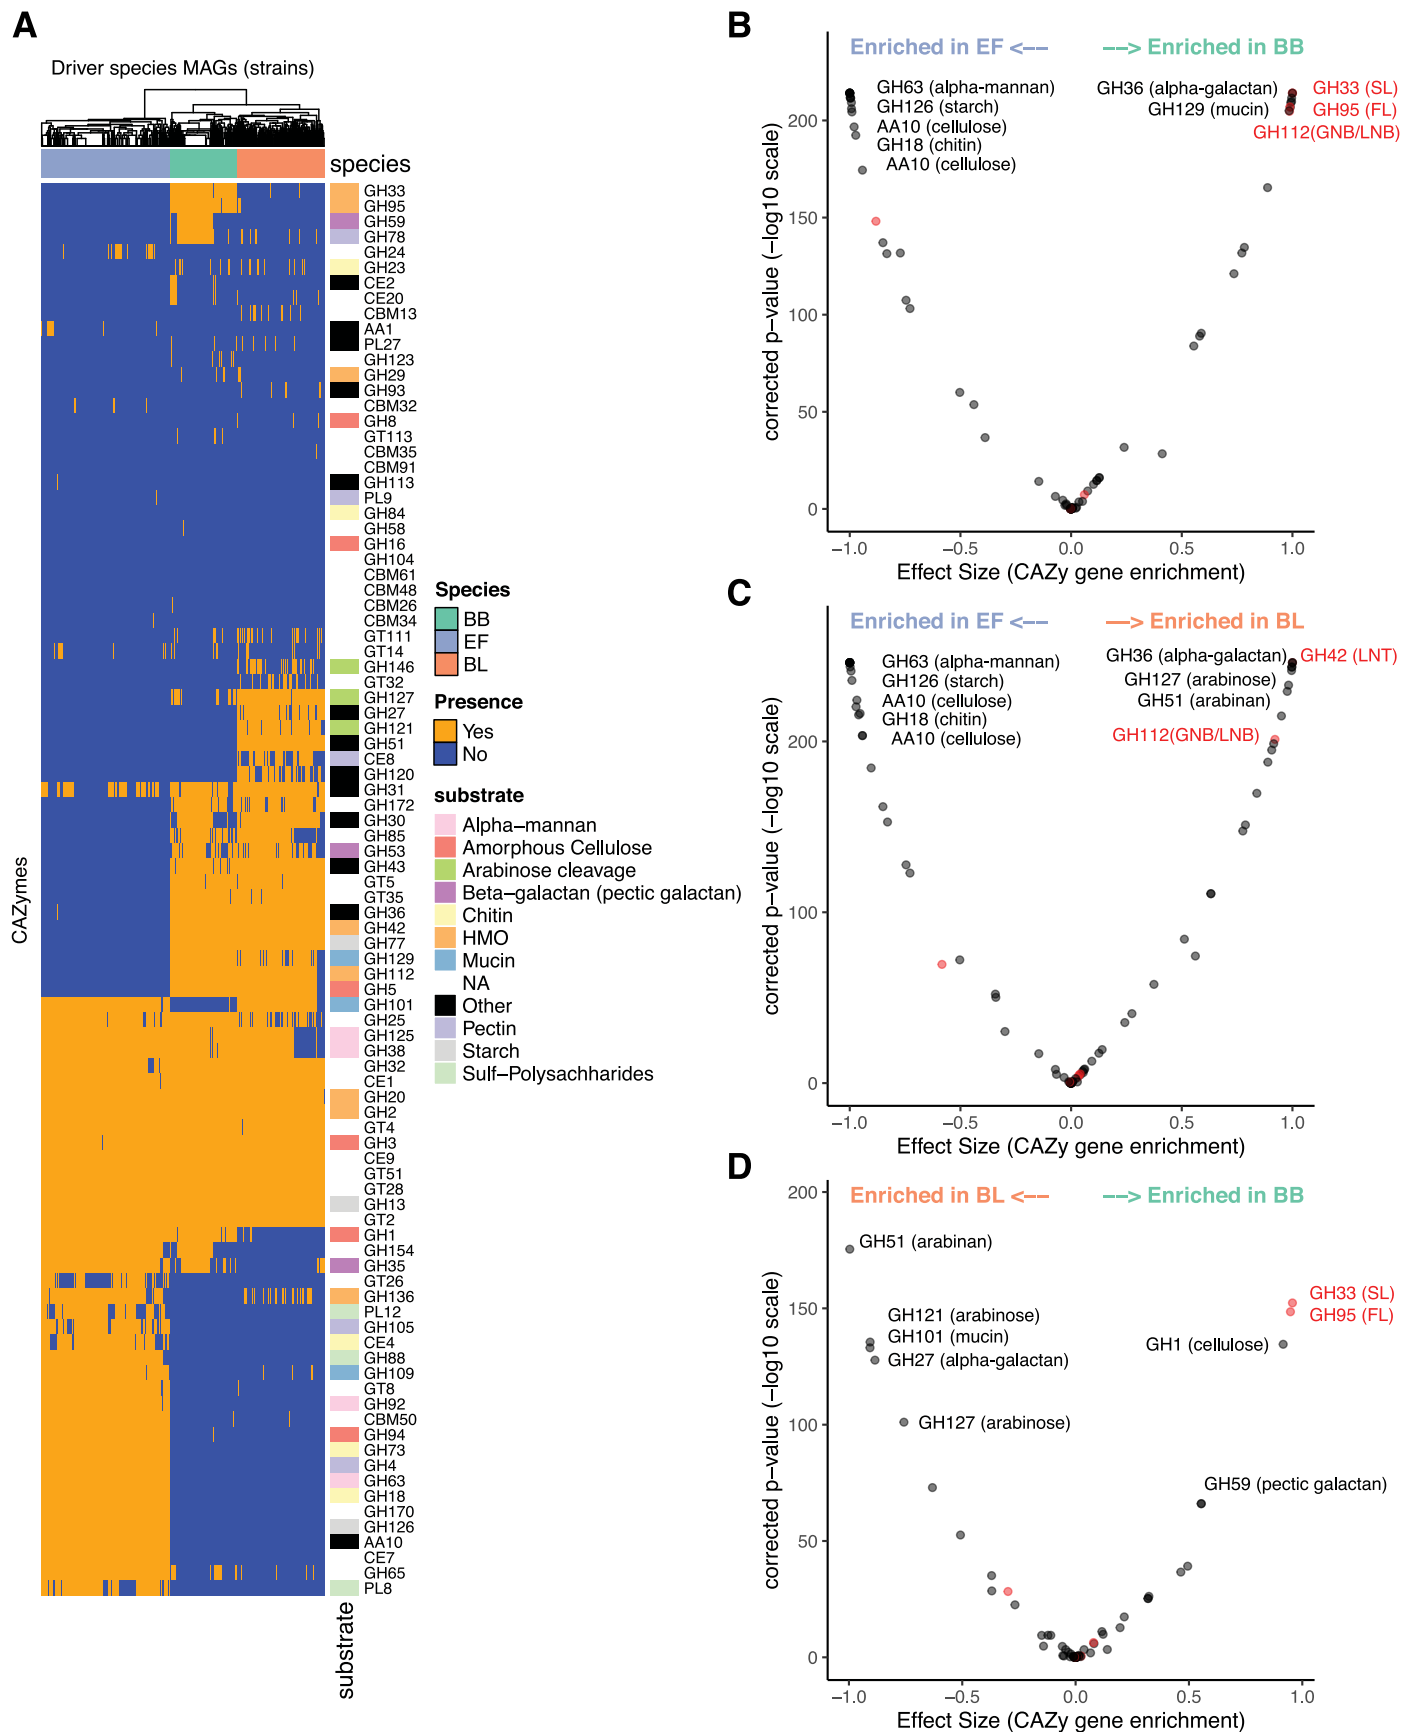 A
Driver species MAGs (strains)
species
GH33
GH95
GH59
GH78
GH24
GH23
CE2
CE20
CBM13
AA1
PL27
GH123
GH29
GH93
CBM32
GH8
GT113
CBM35
CBM91
GH113
PL9
GH84
GH58
GH16
GH104
CBM61
CBM48
CBM26
CBM34
GT111
GT14
GH146
GT32
GH127
GH27
GH121
GH51
CE8
GH120
GH31
GH172
GH30
GH85
GH53
GH43
GT5
GT35
GH36
GH42
GH77
GH129
GH112
GH5
GH101
GH25
GH125
GH38
GH32
CE1
GH20
GH2
GT4
GH3
CE9
GT51
GT28
GH13
GT2
GH1
GH154
GH35
GT26
GH136
PL12
GH105
CE4
GH88
GH109
GT8
GH92
CBM50
GH94
GH73
GH4
GH63
GH18
GH170
GH126
AA10
CE7
GH65
PL8
CAZymes
substrate
Species
BB
EF
BL
Presence
Yes
No
substrate
Alpha−mannan
Amorphous Cellulose
Arabinose cleavage
Beta−galactan (pectic galactan)
Chitin
HMO
Mucin
NA
Other
Pectin
Starch
Sulf−Polysachharides
B
Enriched in EF <−−
−−> Enriched in BB
GH63 (alpha−mannan)
GH126 (starch)
AA10 (cellulose)
GH18 (chitin)
AA10 (cellulose)
GH36 (alpha−galactan)
GH129 (mucin)
GH33 (SL)
GH95 (FL)
GH112(GNB/LNB)
corrected p−value (−log10 scale)
200
150
100
50
0
−1.0
−0.5
0.0
0.5
1.0
Effect Size (CAZy gene enrichment)
C
Enriched in EF <−−
−−> Enriched in BL
GH63 (alpha−mannan)
GH126 (starch)
AA10 (cellulose)
GH18 (chitin)
AA10 (cellulose)
GH36 (alpha−galactan)
GH127 (arabinose)
GH51 (arabinan)
GH42 (LNT)
GH112(GNB/LNB)
corrected p−value (−log10 scale)
200
100
0
−1.0
−0.5
0.0
0.5
1.0
Effect Size (CAZy gene enrichment)
D
Enriched in BL <−−
−−> Enriched in BB
GH51 (arabinan)
GH121 (arabinose)
GH101 (mucin)
GH27 (alpha−galactan)
GH127 (arabinose)
GH33 (SL)
GH95 (FL)
GH1 (cellulose)
GH59 (pectic galactan)
corrected p−value (−log10 scale)
200
150
100
50
0
−1.0
−0.5
0.0
0.5
1.0
Effect Size (CAZy gene enrichment)